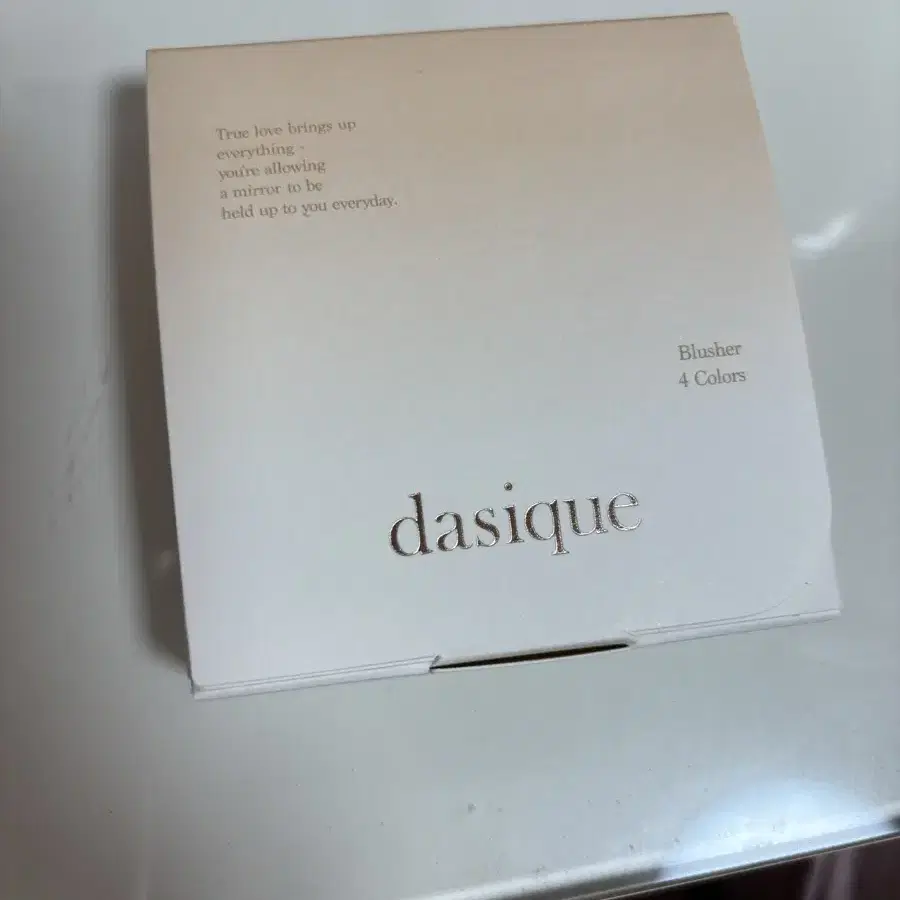 True love brings up
everything -
you're allowing
a mirror to be
held up to you everyday.
Blusher
4 Colors
dasique